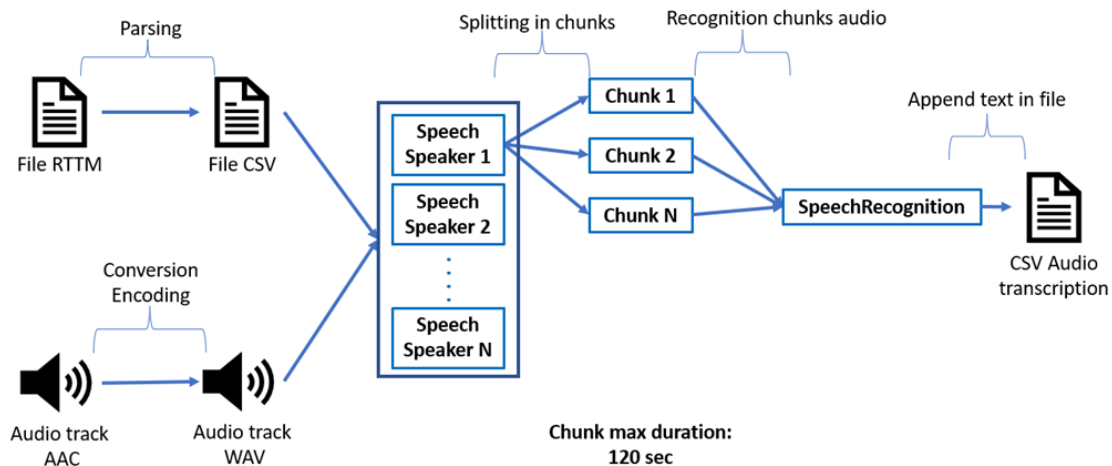 Parsing
File RTTM
File CSV
Conversion
Encoding
Audio track
AAC
Audio track
WAV
Speech
Speaker 1
Speech
Speaker 2
Speech
Speaker N
Splitting in chunks
Chunk 1
Chunk 2
Chunk N
Recognition chunks audio
SpeechRecognition
Append text in file
CSV Audio
transcription
Chunk max duration:
120 sec